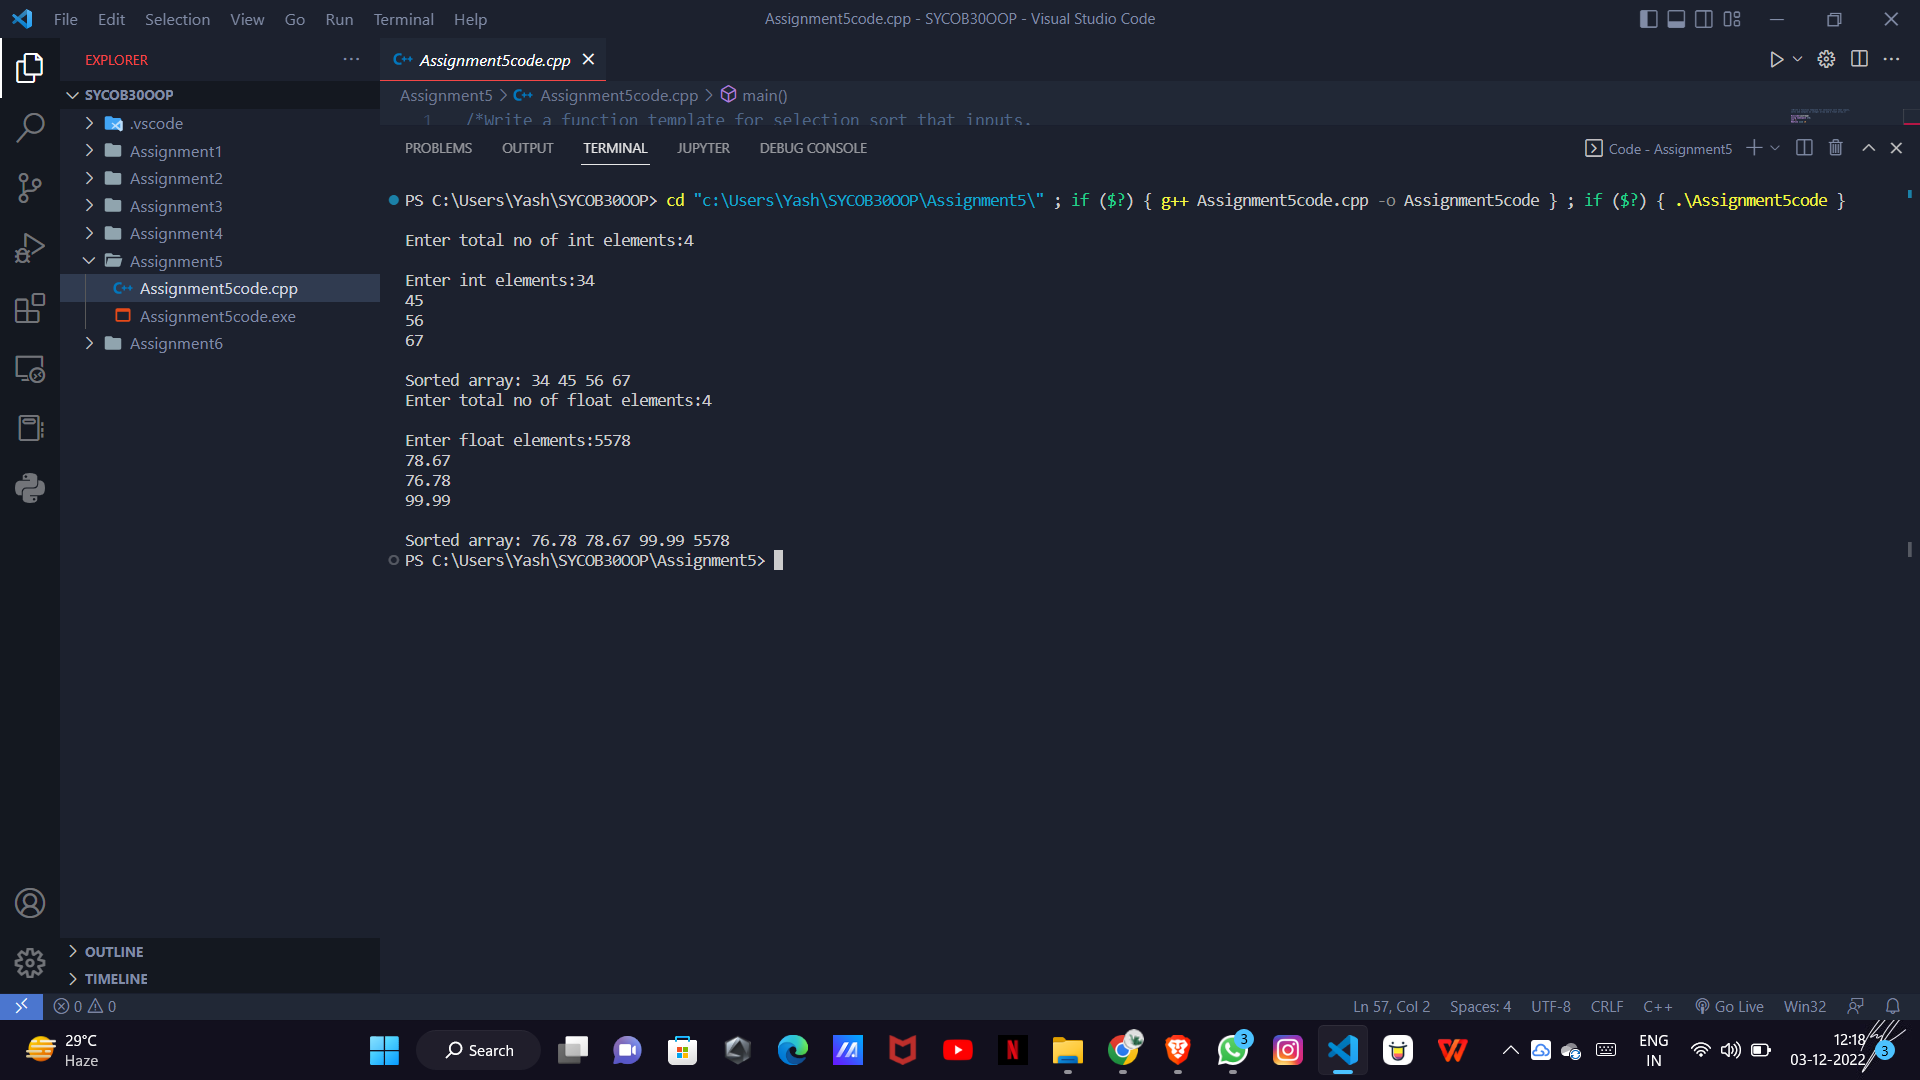 File Edit Selection View Go Run Terminal Help
Assignment5code.cpp - SYCOB30OOP - Visual Studio Code
EXPLORER
SYCOB30OOP
.vscode
Assignment1
Assignment2
Assignment3
Assignment4
Assignment5
Assignment5code.cpp
Assignment5code.exe
Assignment6
OUTLINE
TIMELINE
Assignment5code.cpp
Assignment5 > Assignment5code.cpp > main()
1 /*Write a function template for selection sort that inputs,
PROBLEMS OUTPUT TERMINAL JUPYTER DEBUG CONSOLE
Code - Assignment5
PS C:\Users\Yash\SYCOB30OOP> cd "c:\Users\Yash\SYCOB30OOP\Assignment5\" ; if ($?) { g++ Assignment5code.cpp -o Assignment5code } ; if ($?) { .\Assignment5code }
Enter total no of int elements:4
Enter int elements:34
45
56
67
Sorted array: 34 45 56 67
Enter total no of float elements:4
Enter float elements:5578
78.67
76.78
99.99
Sorted array: 76.78 78.67 99.99 5578
PS C:\Users\Yash\SYCOB30OOP\Assignment5>
0 0
Ln 57, Col 2 Spaces: 4 UTF-8 CRLF C++ Go Live Win32
29°C
Haze
Search
3
ENG
IN
12:18
03-12-2022
3